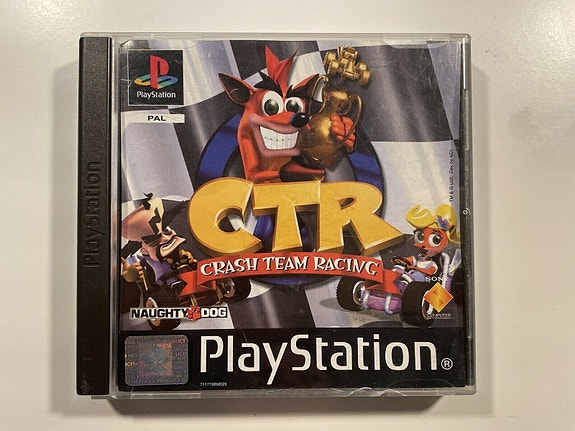 PlayStation
PAL
PlayStation
CTR
CRASH TEAM RACING
NAUGHTY DOG
SONY
PlayStation®